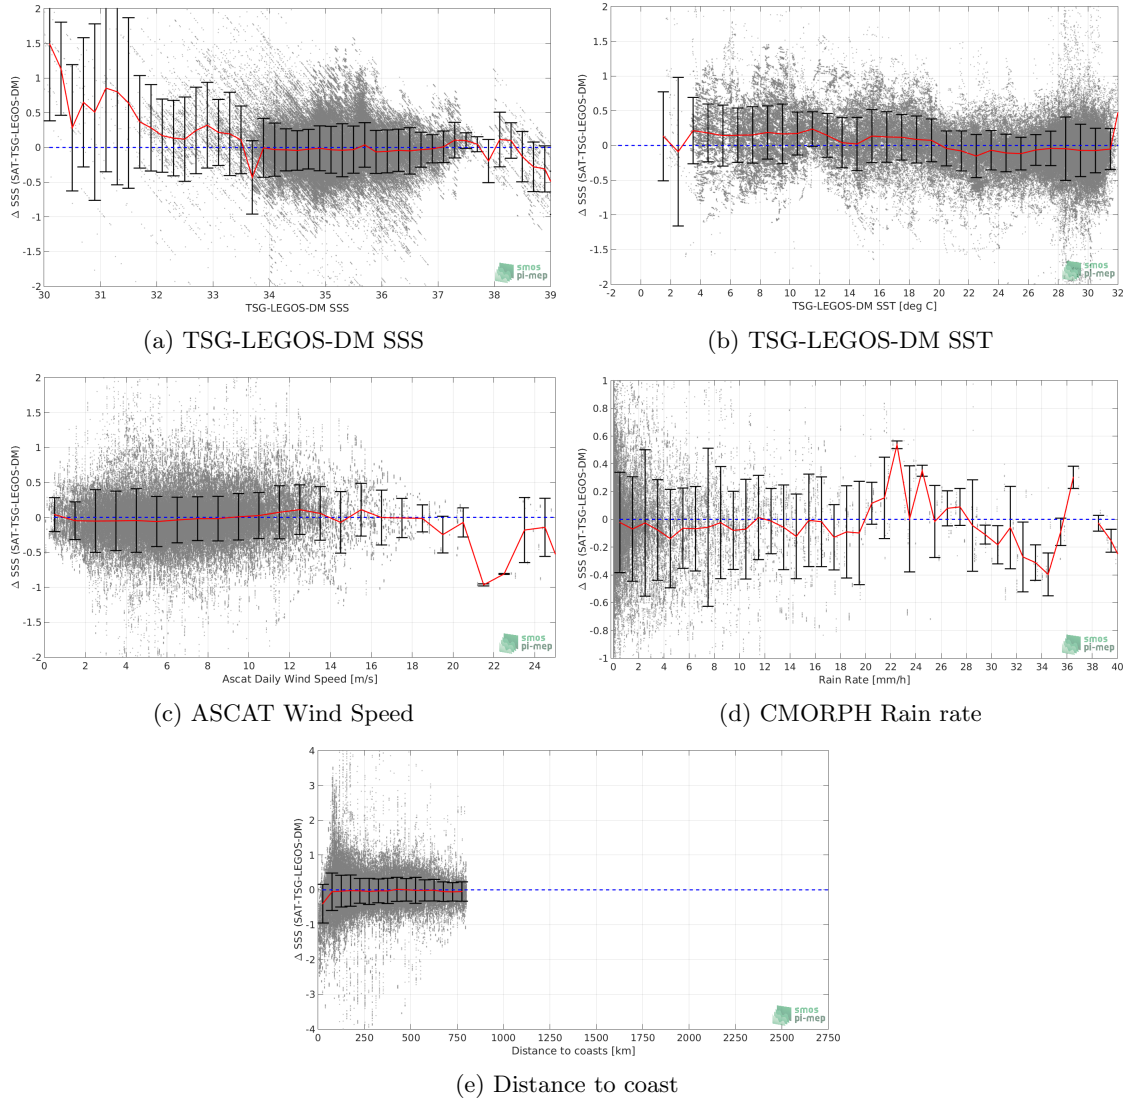 Δ SSS (SAT-TSG-LEGOS-DM)
2
1.5
1
0.5
0
-0.5
-1
-1.5
-2
30 31 32 33 34 35 36 37 38 39
TSG-LEGOS-DM SSS
smos
pi-mep
(a) TSG-LEGOS-DM SSS
Δ SSS (SAT-TSG-LEGOS-DM)
2
1.5
1
0.5
0
-0.5
-1
-1.5
-2
-2 0 2 4 6 8 10 12 14 16 18 20 22 24 26 28 30 32
TSG-LEGOS-DM SST [deg C]
smos
pi-mep
(b) TSG-LEGOS-DM SST
Δ SSS (SAT-TSG-LEGOS-DM)
2
1.5
1
0.5
0
-0.5
-1
-1.5
-2
0 2 4 6 8 10 12 14 16 18 20 22 24
Ascat Daily Wind Speed [m/s]
smos
pi-mep
(c) ASCAT Wind Speed
Δ SSS (SAT-TSG-LEGOS-DM)
1
0.8
0.6
0.4
0.2
0
-0.2
-0.4
-0.6
-0.8
-1
0 2 4 6 8 10 12 14 16 18 20 22 24 26 28 30 32 34 36 38 40
Rain Rate [mm/h]
smos
pi-mep
(d) CMORPH Rain rate
Δ SSS (SAT-TSG-LEGOS-DM)
4
3
2
1
0
-1
-2
-3
-4
0 250 500 750 1000 1250 1500 1750 2000 2250 2500 2750
Distance to coasts [km]
smos
pi-mep
(e) Distance to coast